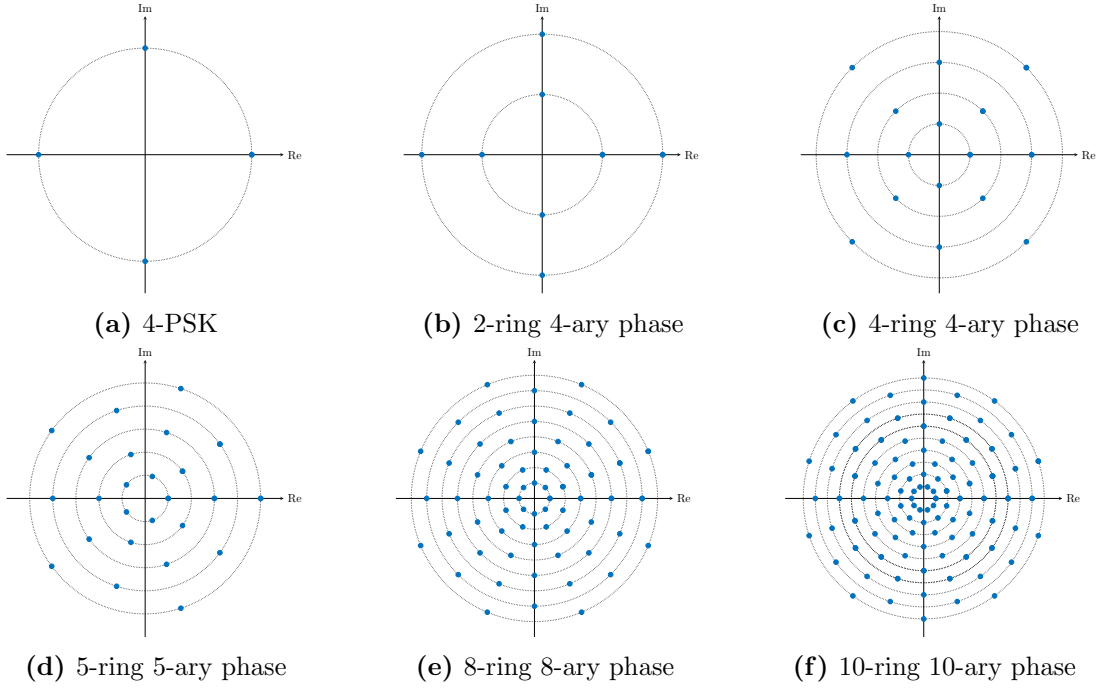 Im
Re
(a) 4-PSK
Im
Re
(b) 2-ring 4-ary phase
Im
Re
(c) 4-ring 4-ary phase
Im
Re
(d) 5-ring 5-ary phase
Im
Re
(e) 8-ring 8-ary phase
Im
Re
(f) 10-ring 10-ary phase